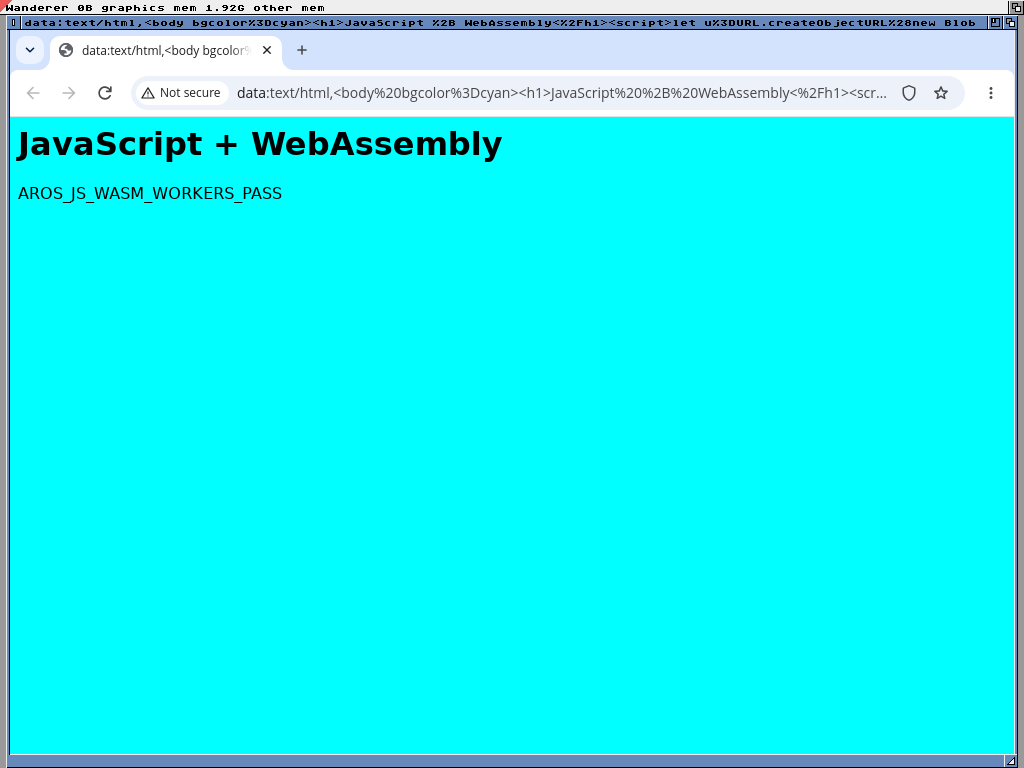 Wanderer 0B graphics mem 1.92G other mem
data:text/html,<body bgcolor%3Dcyan><h1>JavaScript %2B WebAssembly<%2Fh1><script>let u%3DURL.createObjectURL%28new Blob
data:text/html,<body bgcolor%
Not secure
data:text/html,<body%20bgcolor%3Dcyan><h1>JavaScript%20%2B%20WebAssembly<%2Fh1><scr...
JavaScript + WebAssembly
AROS_JS_WASM_WORKERS_PASS